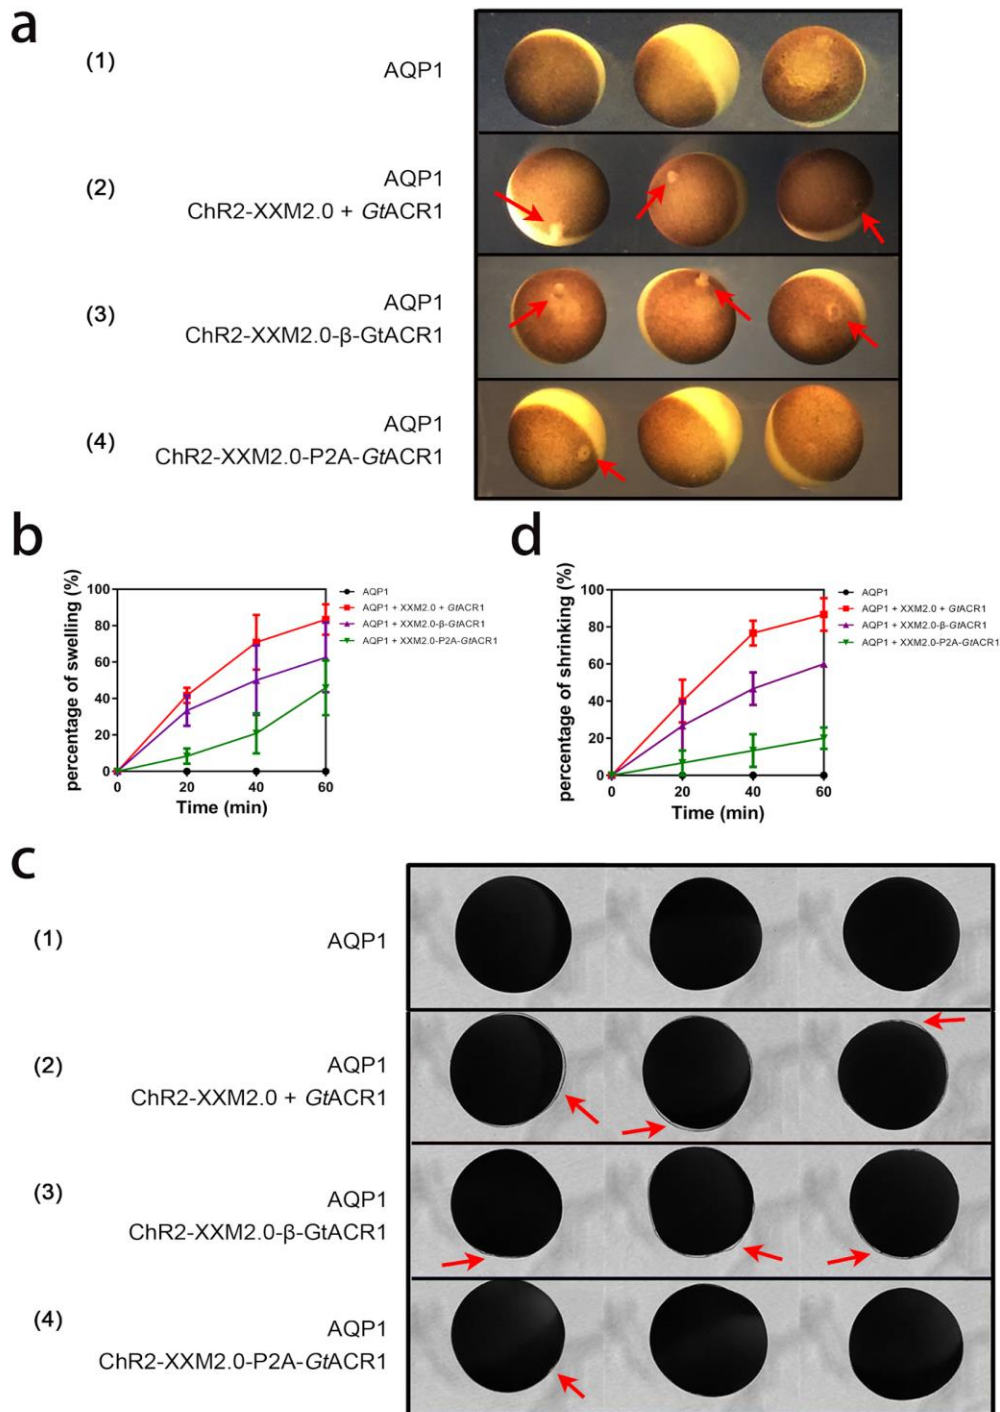 a
(1)
AQP1
(2)
AQP1
ChR2-XXM2.0 + GtACR1
(3)
AQP1
ChR2-XXM2.0-β-GtACR1
(4)
AQP1
ChR2-XXM2.0-P2A-GtACR1
b
percentage of swelling (%)
100
80
60
40
20
0
0
20
40
60
Time (min)
AQP1
AQP1 + XXM2.0 + GtACR1
AQP1 + XXM2.0-β-GtACR1
AQP1 + XXM2.0-P2A-GtACR1
d
percentage of shrinking (%)
100
80
60
40
20
0
0
20
40
60
Time (min)
AQP1
AQP1 + XXM2.0 + GtACR1
AQP1 + XXM2.0-β-GtACR1
AQP1 + XXM2.0-P2A-GtACR1
c
(1)
AQP1
(2)
AQP1
ChR2-XXM2.0 + GtACR1
(3)
AQP1
ChR2-XXM2.0-β-GtACR1
(4)
AQP1
ChR2-XXM2.0-P2A-GtACR1